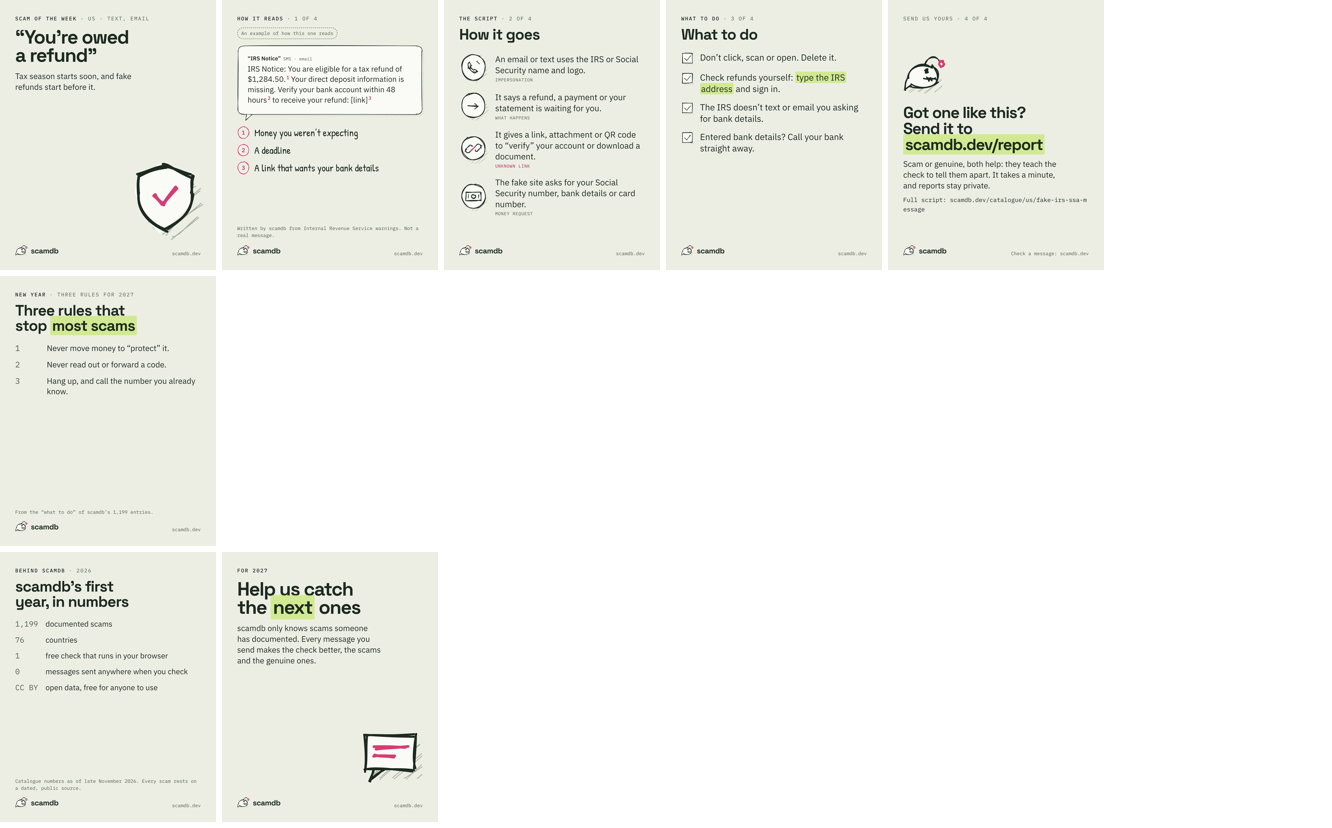 SCAM OF THE WEEK · US · TEXT, EMAIL
“You’re owed
a refund”
Tax season starts soon, and fake
refunds start before it.
scamdb
scamdb.dev
HOW IT READS · 1 OF 4
An example of how this one reads
“IRS Notice” SMS · email
IRS Notice: You are eligible for a tax refund of
$1,284.50.1 Your direct deposit information is
missing. Verify your bank account within 48
hours2 to receive your refund: [link]3
1 Money you weren’t expecting
2 A deadline
3 A link that wants your bank details
Written by scamdb from Internal Revenue Service warnings. Not a
real message.
scamdb
scamdb.dev
THE SCRIPT · 2 OF 4
How it goes
An email or text uses the IRS or Social
Security name and logo.
IMPERSONATION
It says a refund, a payment or your
statement is waiting for you.
WHAT HAPPENS
It gives a link, attachment or QR code
to “verify” your account or download a
document.
UNKNOWN LINK
The fake site asks for your Social
Security number, bank details or card
number.
MONEY REQUEST
scamdb
scamdb.dev
WHAT TO DO · 3 OF 4
What to do
Don’t click, scan or open. Delete it.
Check refunds yourself: type the IRS
address and sign in.
The IRS doesn’t text or email you asking
for bank details.
Entered bank details? Call your bank
straight away.
scamdb
scamdb.dev
SEND US YOURS · 4 OF 4
Got one like this?
Send it to
scamdb.dev/report
Scam or genuine, both help: they teach the
check to tell them apart. It takes a minute,
and reports stay private.
Full script: scamdb.dev/catalogue/us/fake-irs-ssa-m
essage
scamdb
Check a message: scamdb.dev
NEW YEAR · THREE RULES FOR 2027
Three rules that
stop most scams
1 Never move money to “protect” it.
2 Never read out or forward a code.
3 Hang up, and call the number you already
know.
From the “What to do” of scamdb’s 1,199 entries.
scamdb
scamdb.dev
BEHIND SCAMDB · 2026
scamdb’s first
year, in numbers
1,199 documented scams
76 countries
1 free check that runs in your browser
0 messages sent anywhere when you check
CC BY open data, free for anyone to use
Catalogue numbers as of late November 2026. Every scam rests on
a dated, public source.
scamdb
scamdb.dev
FOR 2027
Help us catch
the next ones
scamdb only knows scams someone
has documented. Every message you
send makes the check better, the scams
and the genuine ones.
scamdb
scamdb.dev